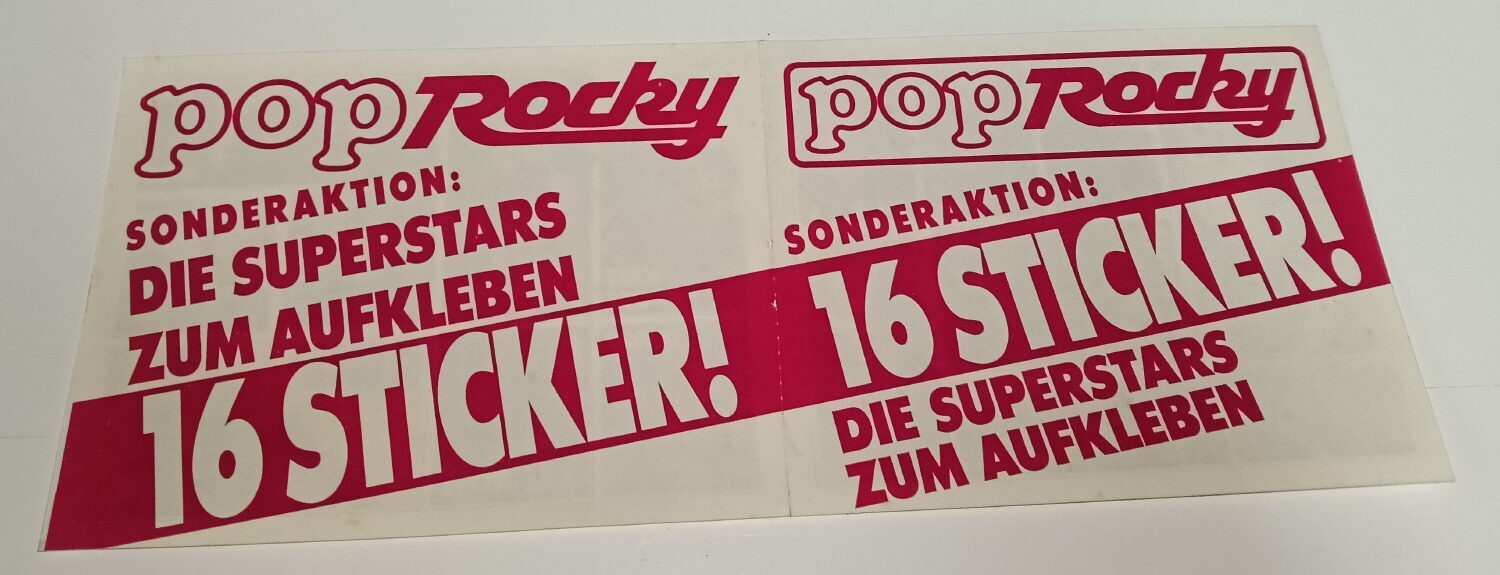 pop Rocky
SONDERAKTION:
DIE SUPERSTARS
ZUM AUFKLEBEN
16 STICKER!
pop Rocky
SONDERAKTION:
16 STICKER!
DIE SUPERSTARS
ZUM AUFKLEBEN